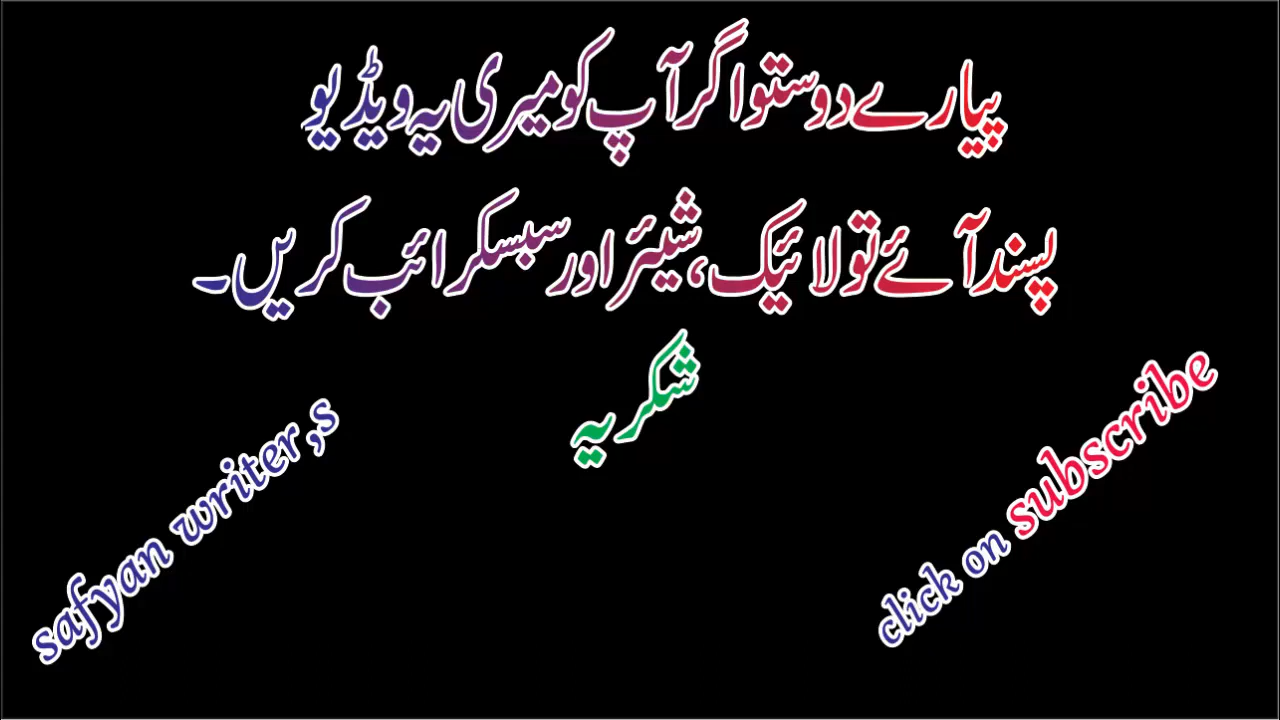 پیارے دوستو اگر آپ کو میری یہ ویڈیو
پسند آئے تو لائیک، شیئر اور سبسکرائب کریں۔
شکریہ
safyan writer,s
click on subscribe